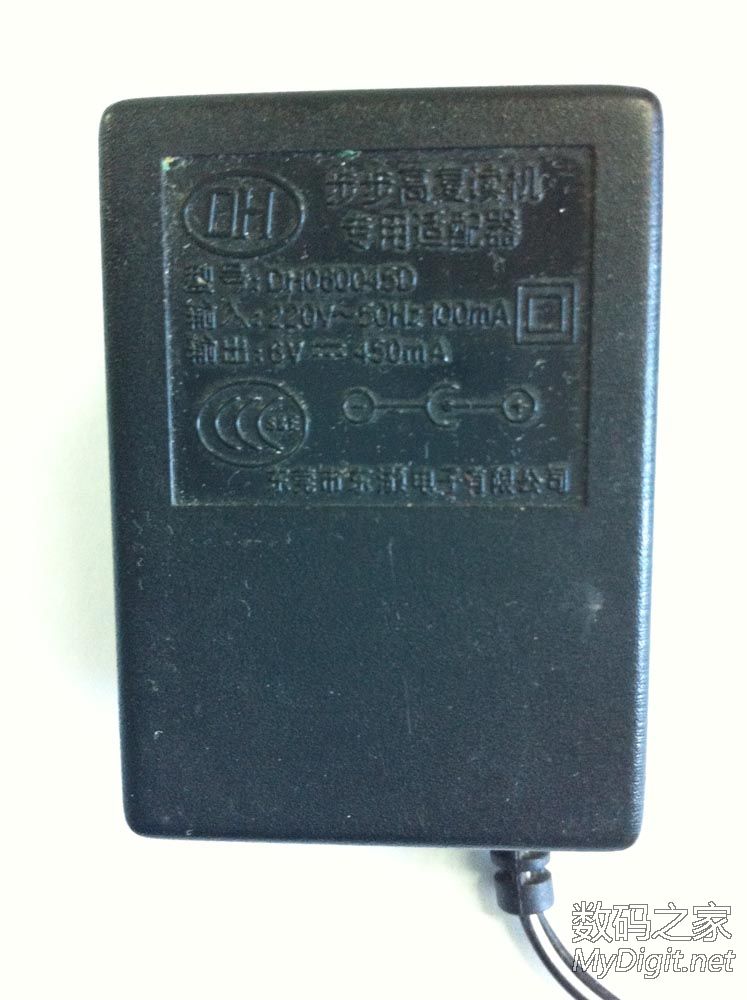 DH
步步高复读机
专用适配器
型号:DH060045D
输入:220V~50Hz 100mA
输出:6V⎓450mA
CCC S&E
- C +
东莞市东 电子有限公司
数码之家
MyDigit.net